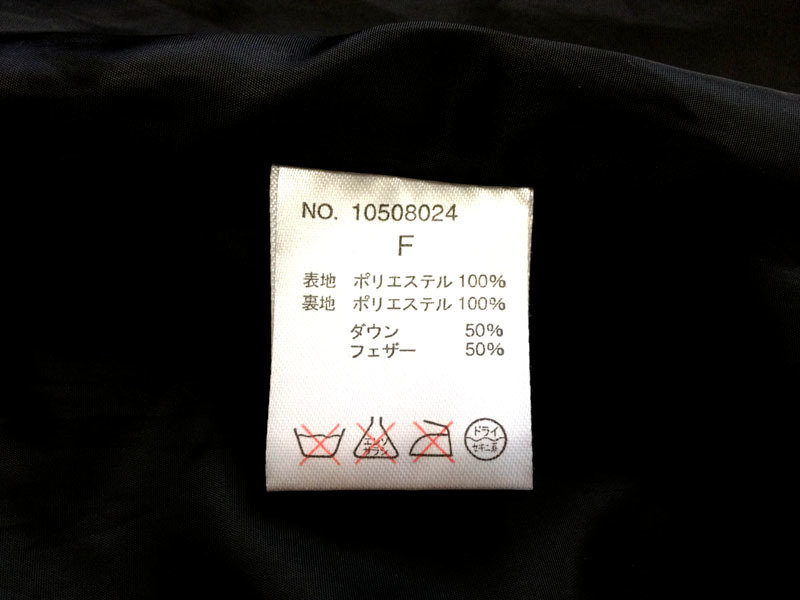 NO. 10508024
F
表地 ポリエステル 100%
裏地 ポリエステル 100%
ダウン 50%
フェザー 50%
エンソ
サラシ
ドライ
セキユ系